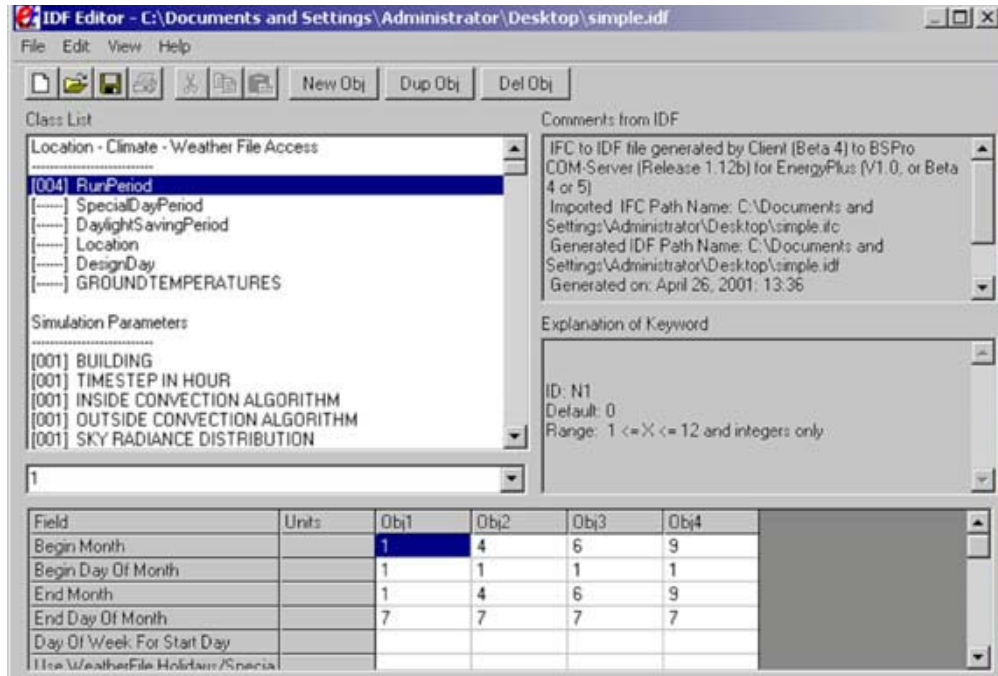 IDF Editor - C:\Documents and Settings\Administrator\Desktop\simple.idf
File Edit View Help
New Obj Dup Obj Del Obj
Class List
Location - Climate - Weather File Access
----------------------------
[004] RunPeriod
[------] SpecialDayPeriod
[------] DaylightSavingPeriod
[------] Location
[------] DesignDay
[------] GROUNDTEMPERATURES
Simulation Parameters
----------------------------
[001] BUILDING
[001] TIMESTEP IN HOUR
[001] INSIDE CONVECTION ALGORITHM
[001] OUTSIDE CONVECTION ALGORITHM
[001] SKY RADIANCE DISTRIBUTION
1
Comments from IDF
IFC to IDF file generated by Client (Beta 4) to BSPro
COM-Server (Release 1.12b) for EnergyPlus (V1.0, or Beta
4 or 5)
Imported IFC Path Name: C:\Documents and
Settings\Administrator\Desktop\simple.ifc
Generated IDF Path Name: C:\Documents and
Settings\Administrator\Desktop\simple.idf
Generated on: April 26, 2001: 13:36
Explanation of Keyword
ID: N1
Default: 0
Range: 1 <= X <= 12 and integers only
Field Units Obj1 Obj2 Obj3 Obj4
Begin Month 1 4 6 9
Begin Day Of Month 1 1 1 1
End Month 1 4 6 9
End Day Of Month 7 7 7 7
Day Of Week For Start Day
Use WeatherFile Holidays/Specia